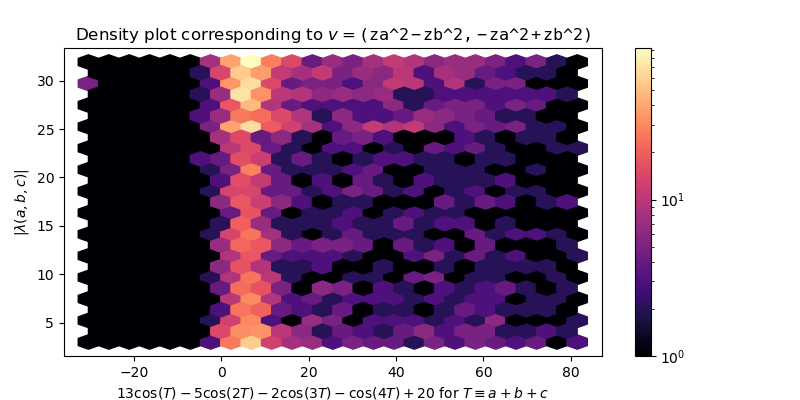 Density plot corresponding to v = (za^2−zb^2, −za^2+zb^2)
30
25
20
15
10
5
|λ(a, b, c)|
−20 0 20 40 60 80
13cos(T) − 5cos(2T) − 2cos(3T) − cos(4T) + 20 for T ≡ a + b + c
10^1
10^0